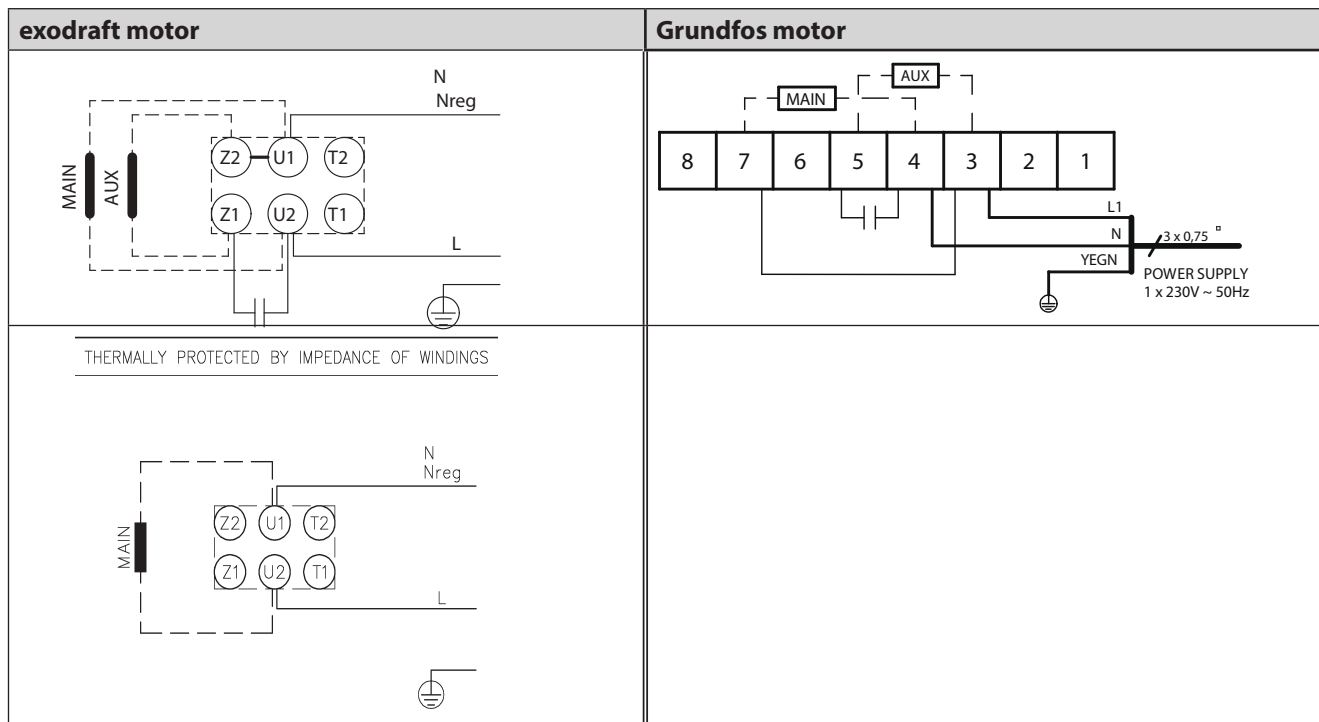 exodraft motor
N
Nreg
MAIN
AUX
Z2 U1 T2
Z1 U2 T1
L
Grundfos motor
AUX
MAIN
8 7 6 5 4 3 2 1
L1
N
3 x 0,75 ▫
YEGN
POWER SUPPLY
1 x 230V ~ 50Hz
THERMALLY PROTECTED BY IMPEDANCE OF WINDINGS
N
Nreg
MAIN
Z2 U1 T2
Z1 U2 T1
L